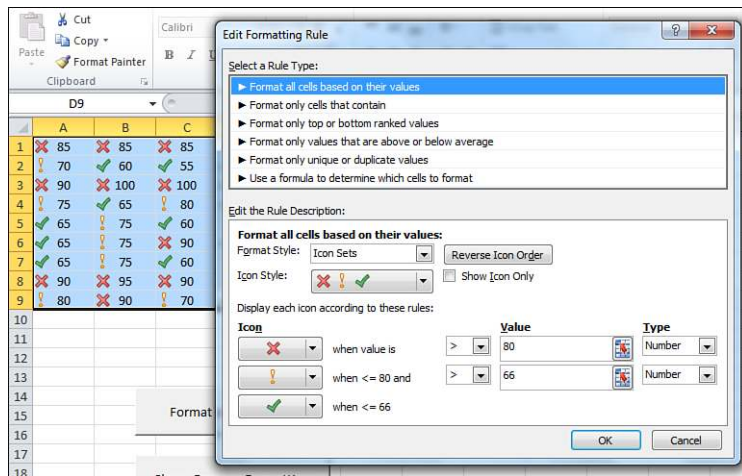 Cut
Copy
Paste
Format Painter
Clipboard
Calibri
B I U
D9
A B C
1 85 85 85
2 70 60 55
3 90 100 100
4 75 65 80
5 65 75 60
6 65 75 90
7 65 75 60
8 90 95 90
9 80 90 70
10
11
12
13
14
15
16
17
18
Format
Edit Formatting Rule
Select a Rule Type:
► Format all cells based on their values
► Format only cells that contain
► Format only top or bottom ranked values
► Format only values that are above or below average
► Format only unique or duplicate values
► Use a formula to determine which cells to format
Edit the Rule Description:
Format all cells based on their values:
Format Style: Icon Sets Reverse Icon Order
Icon Style: Show Icon Only
Display each icon according to these rules:
Icon Value Type
when value is > 80 Number
when <= 80 and > 66 Number
when <= 66
OK Cancel